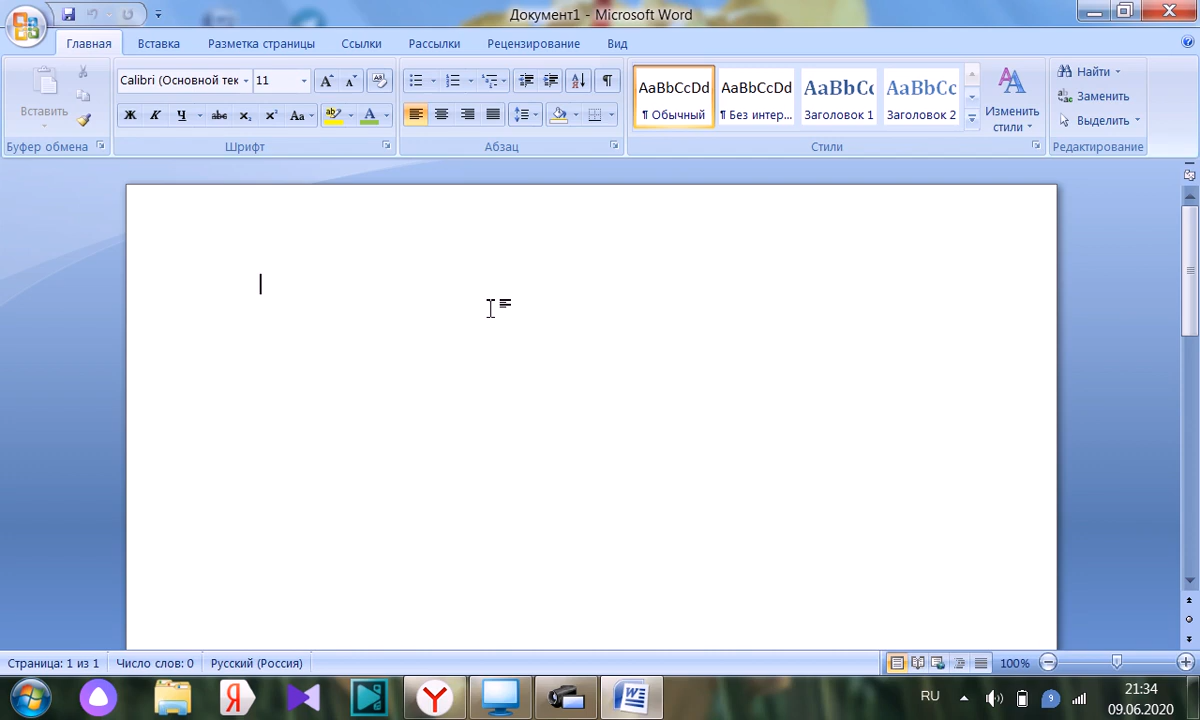 Документ1 - Microsoft Word
Главная Вставка Разметка страницы Ссылки Рассылки Рецензирование Вид
Calibri (Основной тек 11
Вставить
Ж К Ч abc x₂ x² Aa ab A
AaBbCcDd AaBbCcDd AaBbCc AaBbCc
¶ Обычный ¶ Без интер... Заголовок 1 Заголовок 2
Изменить
стили
Найти
Заменить
Выделить
Буфер обмена Шрифт Абзац Стили Редактирование
Страница: 1 из 1 Число слов: 0 Русский (Россия) 100%
RU 9 21:34
09.06.2020